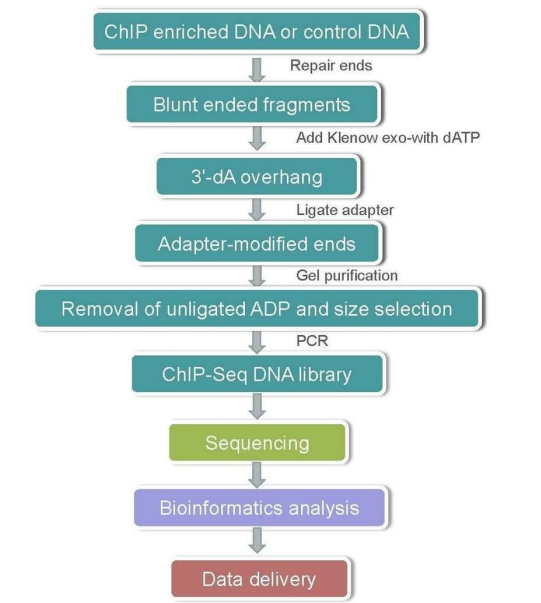 ChIP enriched DNA or control DNA
Repair ends
Blunt ended fragments
Add Klenow exo-with dATP
3'-dA overhang
Ligate adapter
Adapter-modified ends
Gel purification
Removal of unligated ADP and size selection
PCR
ChIP-Seq DNA library
Sequencing
Bioinformatics analysis
Data delivery